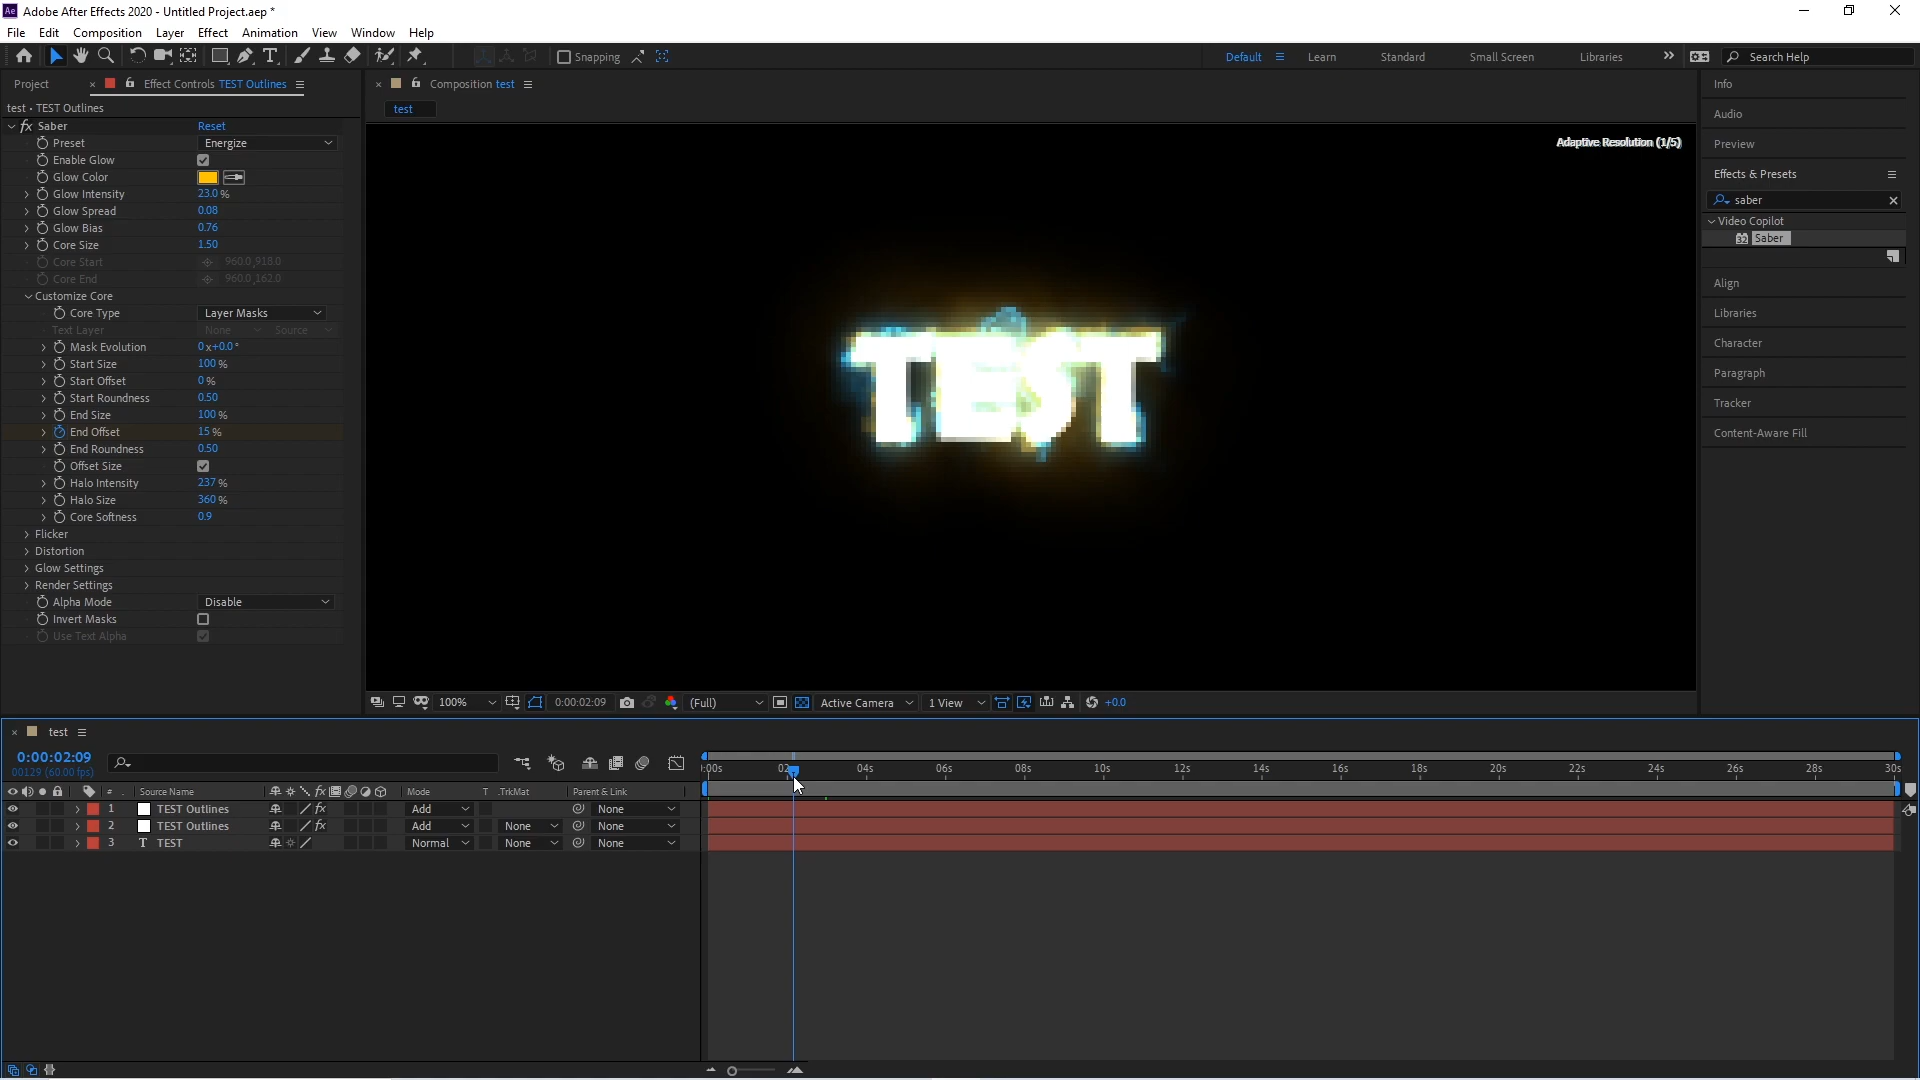 Ae Adobe After Effects 2020 - Untitled Project.aep *
File Edit Composition Layer Effect Animation View Window Help
Snapping Default Learn Standard Small Screen Libraries Search Help
Project Effect Controls TEST Outlines
Composition test
test • TEST Outlines
test
fx Saber Reset
Preset Energize
Enable Glow
Glow Color
Glow Intensity 23.0 %
Glow Spread 0.08
Glow Bias 0.76
Core Size 1.50
Core Start 960.0,918.0
Core End 960.0,162.0
Customize Core
Core Type Layer Masks
Text Layer None Source
Mask Evolution 0x+0.0°
Start Size 100 %
Start Offset 0 %
Start Roundness 0.50
End Size 100 %
End Offset 15 %
End Roundness 0.50
Offset Size
Halo Intensity 237 %
Halo Size 360 %
Core Softness 0.9
Flicker
Distortion
Glow Settings
Render Settings
Alpha Mode Disable
Invert Masks
Use Text Alpha
Adaptive Resolution (1/5)
TEST
100% 0:00:02:09 (Full) Active Camera 1 View +0.0
Info
Audio
Preview
Effects & Presets
saber
Video Copilot
32 Saber
Align
Libraries
Character
Paragraph
Tracker
Content-Aware Fill
test
0:00:02:09
00129 (60.00 fps)
:00s 02 04s 06s 08s 10s 12s 14s 16s 18s 20s 22s 24s 26s 28s 30s
# Source Name fx Mode T .TrkMat Parent & Link
1 TEST Outlines fx Add None
2 TEST Outlines fx Add None None
3 T TEST Normal None None